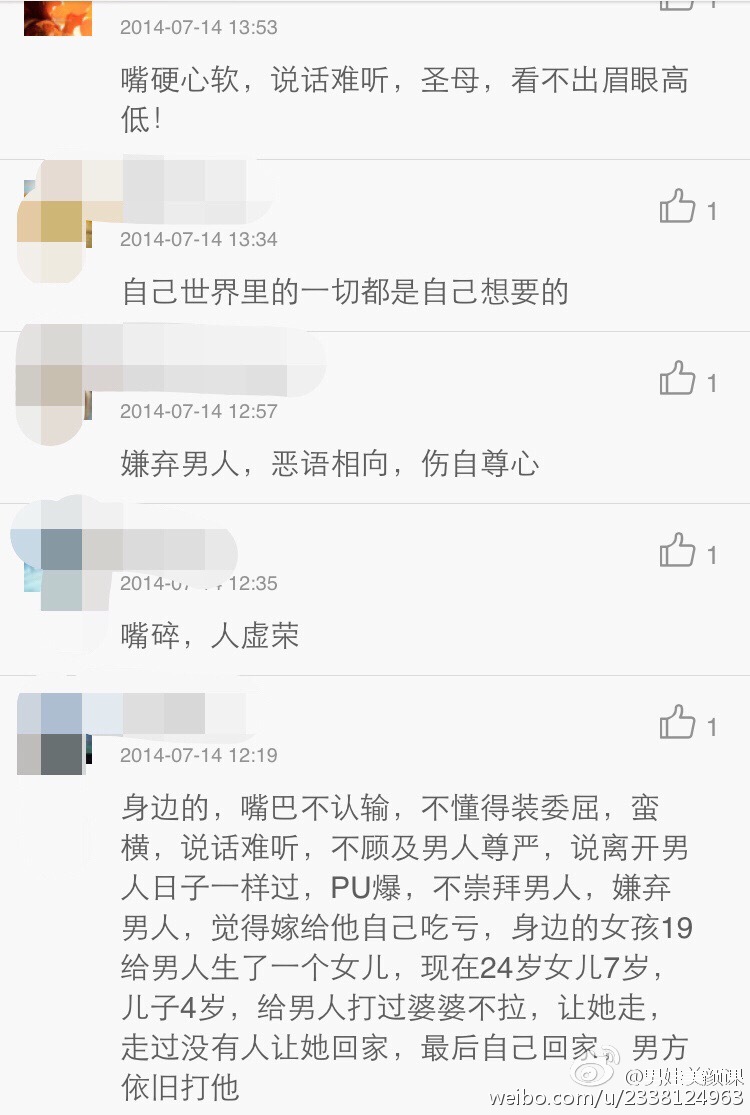 1
2014-07-14 13:53
嘴硬心软，说话难听，圣母，看不出眉眼高
低！
1
2014-07-14 13:34
自己世界里的一切都是自己想要的
1
2014-07-14 12:57
嫌弃男人，恶语相向，伤自尊心
1
12:35
嘴碎，人虚荣
1
2014-07-14 12:19
身边的，嘴巴不认输，不懂得装委屈，蛮
横，说话难听，不顾及男人尊严，说离开男
人日子一样过，PU爆，不崇拜男人，嫌弃
男人，觉得嫁给他自己吃亏，身边的女孩19
给男人生了一个女儿，现在24岁女儿7岁，
儿子4岁，给男人打过婆婆不拉，让她走，
走过没有人让她回家，最后自己回家，男方
依旧打他
weibo.com/u/2338124963